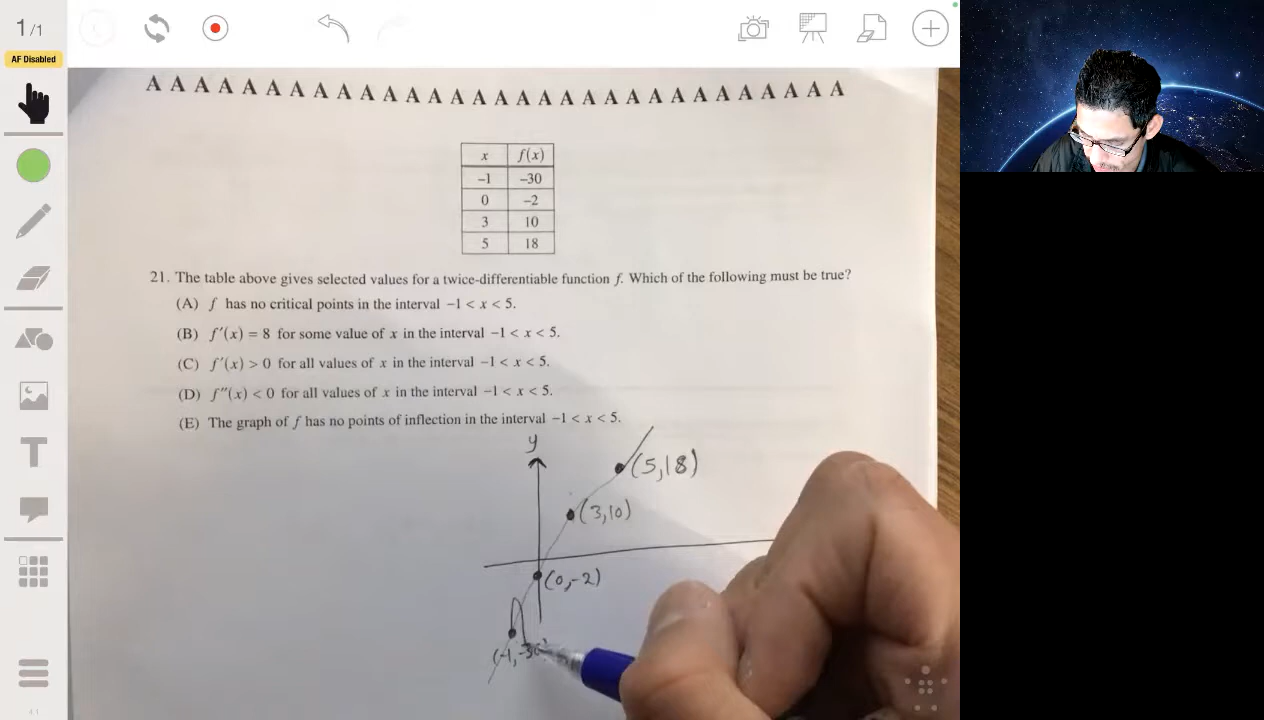 1/1
AF Disabled
A A A A A A A A A A A A A A A A A A A A A A A A A A A A A A
x f(x)
-1 -30
0 -2
3 10
5 18
21. The table above gives selected values for a twice-differentiable function f. Which of the following must be true?
(A) f has no critical points in the interval −1 < x < 5.
(B) f′(x) = 8 for some value of x in the interval −1 < x < 5.
(C) f′(x) > 0 for all values of x in the interval −1 < x < 5.
(D) f″(x) < 0 for all values of x in the interval −1 < x < 5.
(E) The graph of f has no points of inflection in the interval −1 < x < 5.
y
(5,18)
(3,10)
(0,-2)
T